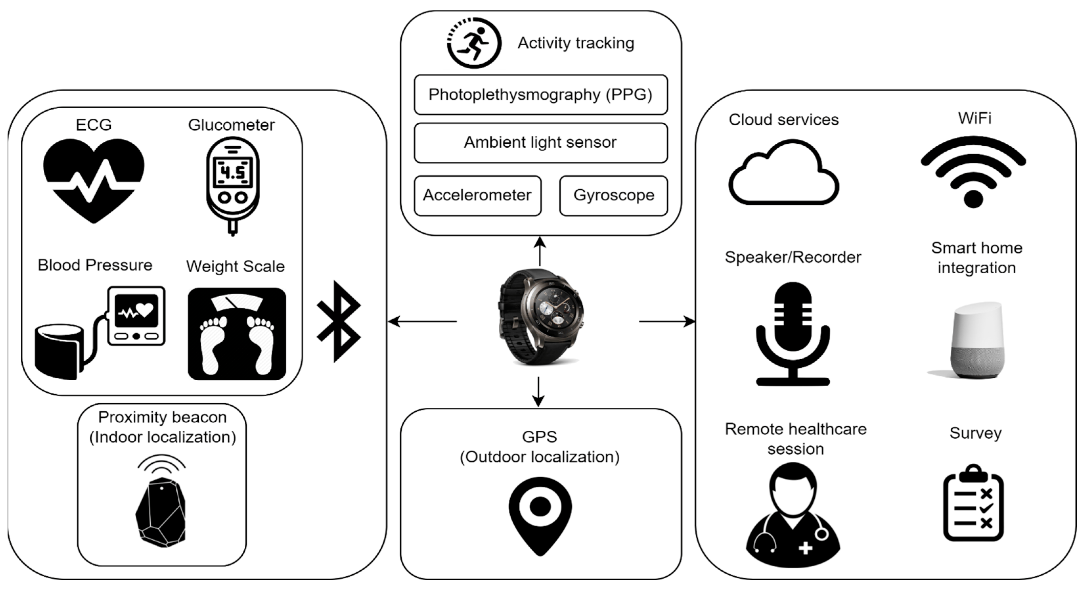 Activity tracking
Photoplethysmography (PPG)
Ambient light sensor
Accelerometer
Gyroscope
ECG
Glucometer
4.5
Blood Pressure
Weight Scale
Proximity beacon
(Indoor localization)
GPS
(Outdoor localization)
Cloud services
WiFi
Speaker/Recorder
Smart home
integration
Remote healthcare
session
Survey